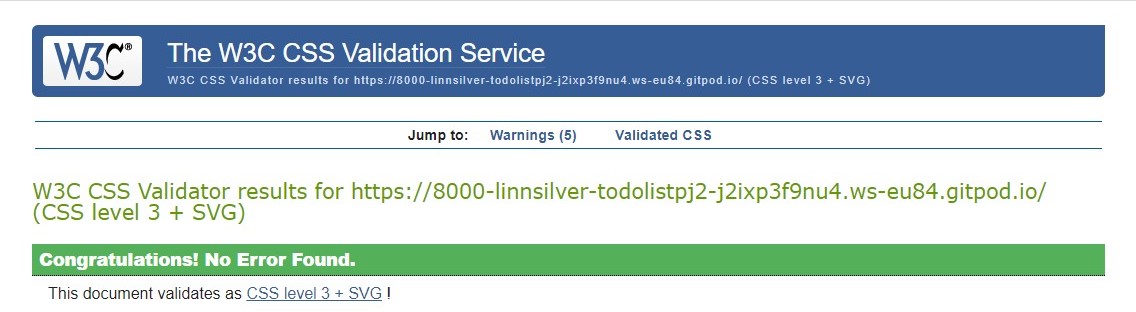 W3C®
The W3C CSS Validation Service
W3C CSS Validator results for https://8000-linnsilver-todolistpj2-j2ixp3f9nu4.ws-eu84.gitpod.io/ (CSS level 3 + SVG)
Jump to: Warnings (5) Validated CSS
W3C CSS Validator results for https://8000-linnsilver-todolistpj2-j2ixp3f9nu4.ws-eu84.gitpod.io/
(CSS level 3 + SVG)
Congratulations! No Error Found.
This document validates as CSS level 3 + SVG !